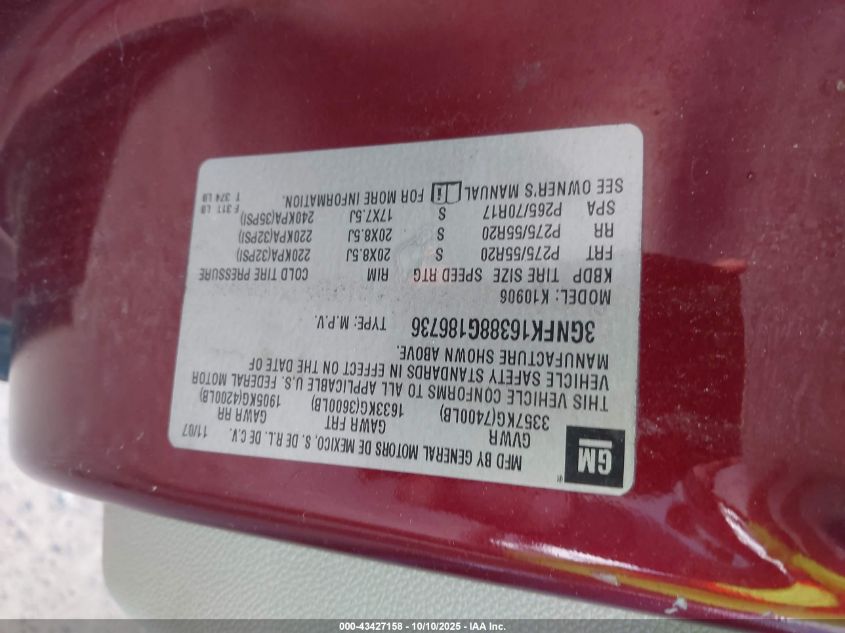 GM
MFD BY GENERAL MOTORS DE MEXICO, S. DE R.L. DE C.V. 11/07
GVWR GAWR FRT GAWR RR
3357KG(7400LB) 1633KG(3600LB) 1905KG(4200LB)
THIS VEHICLE CONFORMS TO ALL APPLICABLE U.S. FEDERAL MOTOR
VEHICLE SAFETY STANDARDS IN EFFECT ON THE DATE OF
MANUFACTURE SHOWN ABOVE.
3GNFK16388G186736 TYPE: M.P.V.
MODEL: K10906
KBDP TIRE SIZE SPEED RTG RIM COLD TIRE PRESSURE
FRT P275/55R20 S 20X8.5J 220KPA(32PSI)
RR P275/55R20 S 20X8.5J 220KPA(32PSI)
SPA P265/70R17 S 17X7.5J 240KPA(35PSI)
SEE OWNER'S MANUAL i FOR MORE INFORMATION.
F 311 LB
T 374 LB
000-43427158 - 10/10/2025 - IAA Inc.